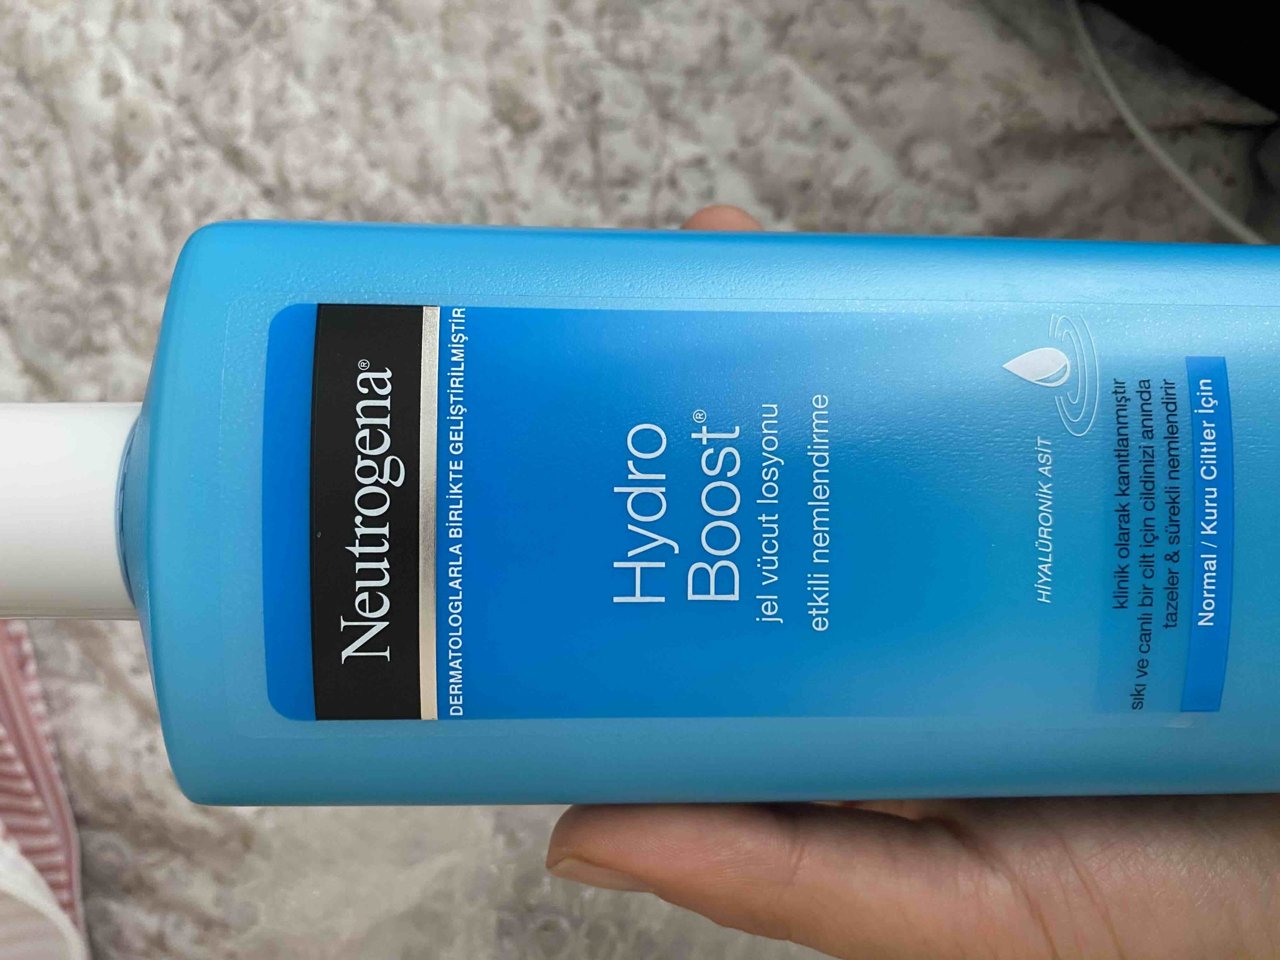 Neutrogena®
DERMATOLOGLARLA BİRLİKTE GELİŞTİRİLMİŞTİR
Hydro
Boost®
jel vücut losyonu
etkili nemlendirme
HİYALÜRONİK ASİT
klinik olarak kanıtlanmıştır
sıkı ve canlı bir cilt için cildinizi anında
tazeler & sürekli nemlendirir
Normal / Kuru Ciltler İçin